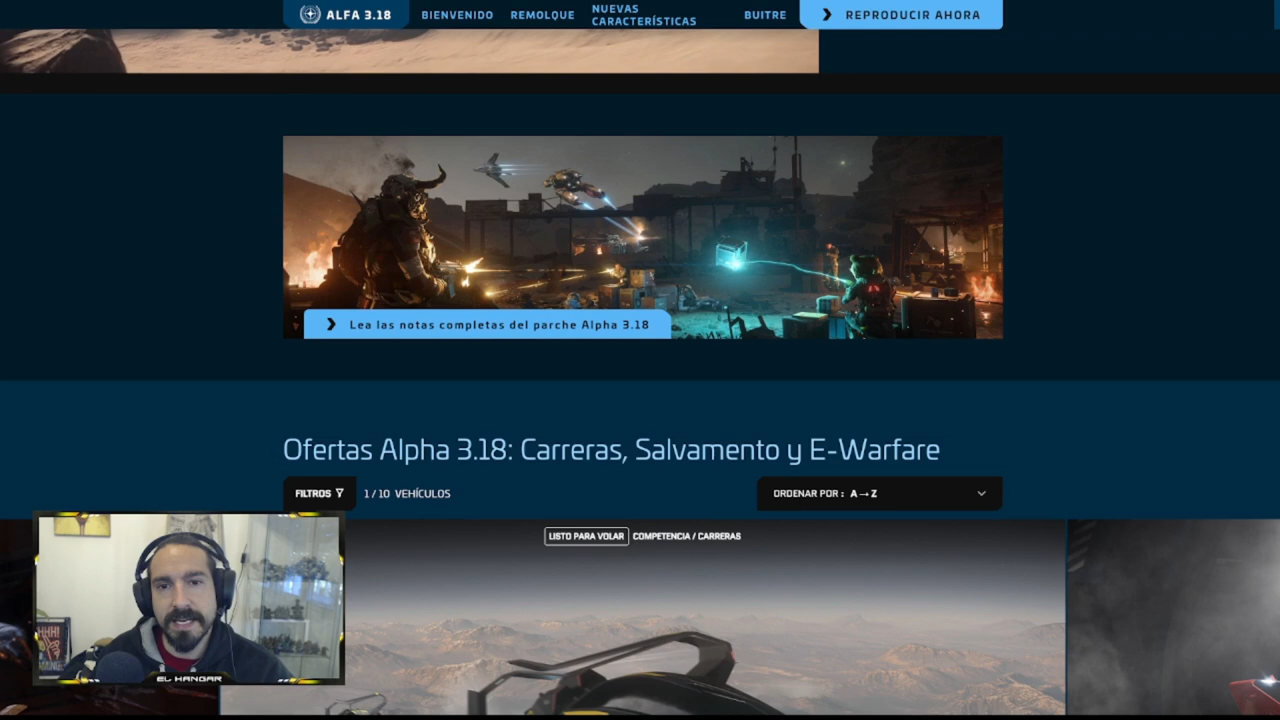 ALFA 3.18
BIENVENIDO
REMOLQUE
NUEVAS
CARACTERÍSTICAS
BUITRE
REPRODUCIR AHORA
Lea las notas completas del parche Alpha 3.18
Ofertas Alpha 3.18: Carreras, Salvamento y E-Warfare
FILTROS
1 / 10 VEHÍCULOS
ORDENAR POR : A→Z
LISTO PARA VOLAR COMPETENCIA / CARRERAS
EL HANGAR